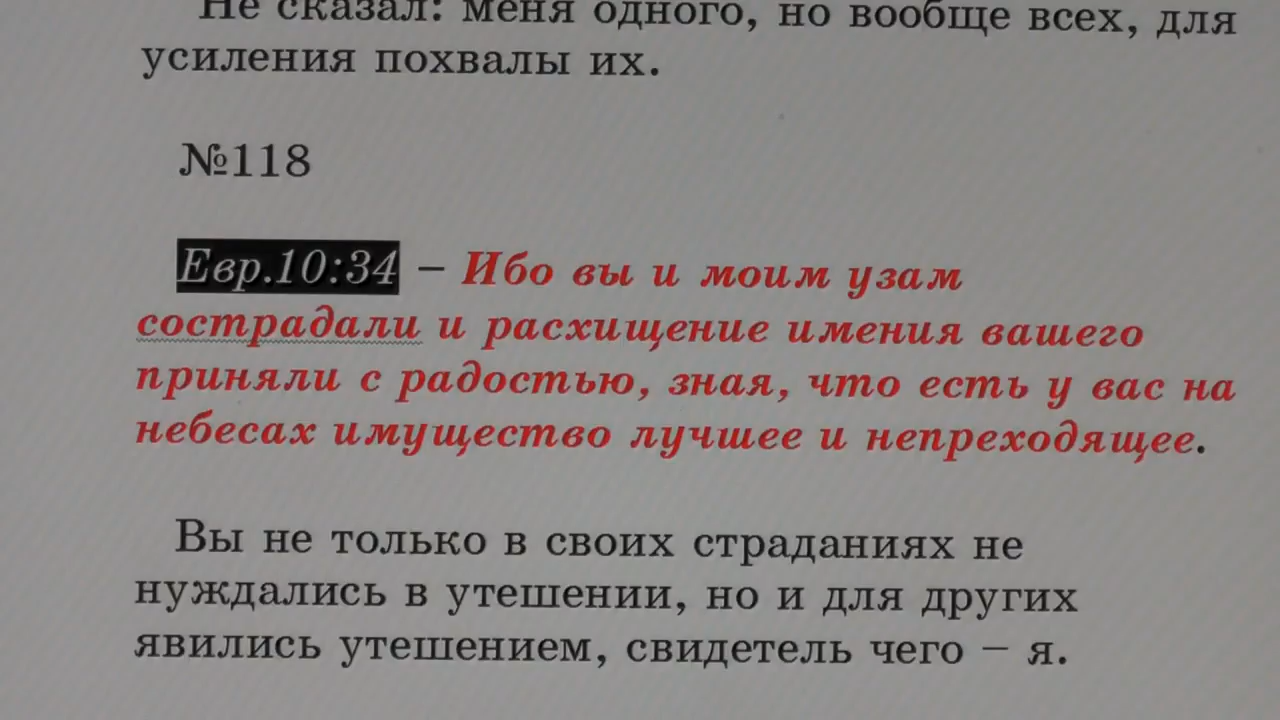 Не сказал: меня одного, но вообще всех, для
усиления похвалы их.
№118
Евр.10:34 – Ибо вы и моим узам
сострадали и расхищение имения вашего
приняли с радостью, зная, что есть у вас на
небесах имущество лучшее и непреходящее.
Вы не только в своих страданиях не
нуждались в утешении, но и для других
явились утешением, свидетель чего – я.